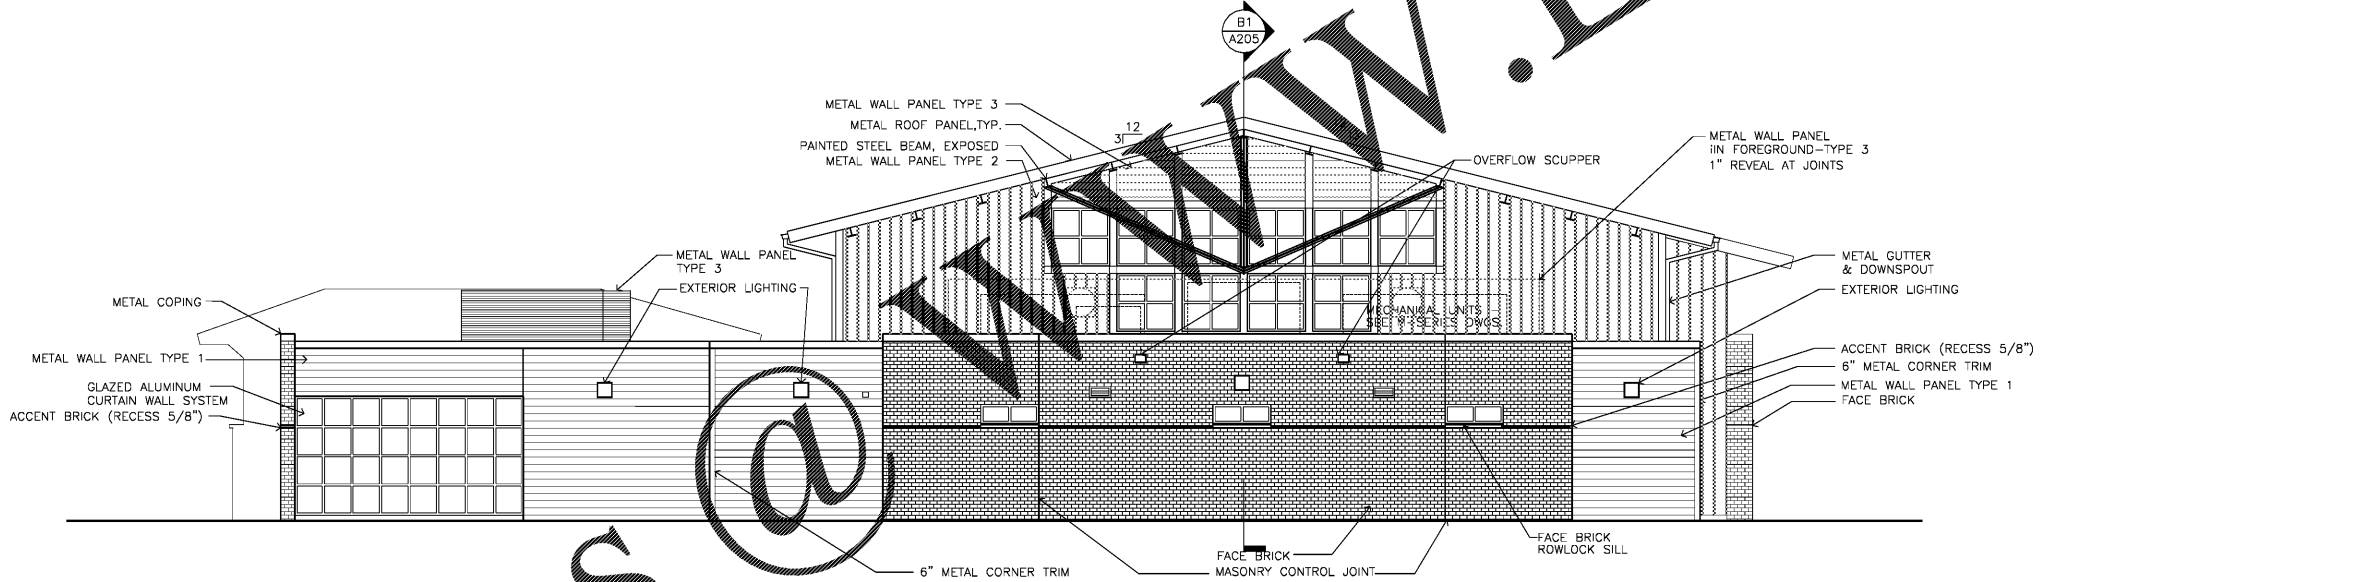 B1
A205
METAL WALL PANEL TYPE 3
METAL ROOF PANEL,TYP.
PAINTED STEEL BEAM, EXPOSED
METAL WALL PANEL TYPE 2
12
3
OVERFLOW SCUPPER
METAL WALL PANEL
IIN FOREGROUND-TYPE 3
1" REVEAL AT JOINTS
METAL WALL PANEL
TYPE 3
EXTERIOR LIGHTING
METAL COPING
METAL WALL PANEL TYPE 1
GLAZED ALUMINUM
CURTAIN WALL SYSTEM
ACCENT BRICK (RECESS 5/8")
MECHANICAL UNITS -
SEE M-SERIES DWGS
METAL GUTTER
& DOWNSPOUT
EXTERIOR LIGHTING
ACCENT BRICK (RECESS 5/8")
6" METAL CORNER TRIM
METAL WALL PANEL TYPE 1
FACE BRICK
FACE BRICK
ROWLOCK SILL
FACE BRICK
MASONRY CONTROL JOINT
6" METAL CORNER TRIM
s@www.